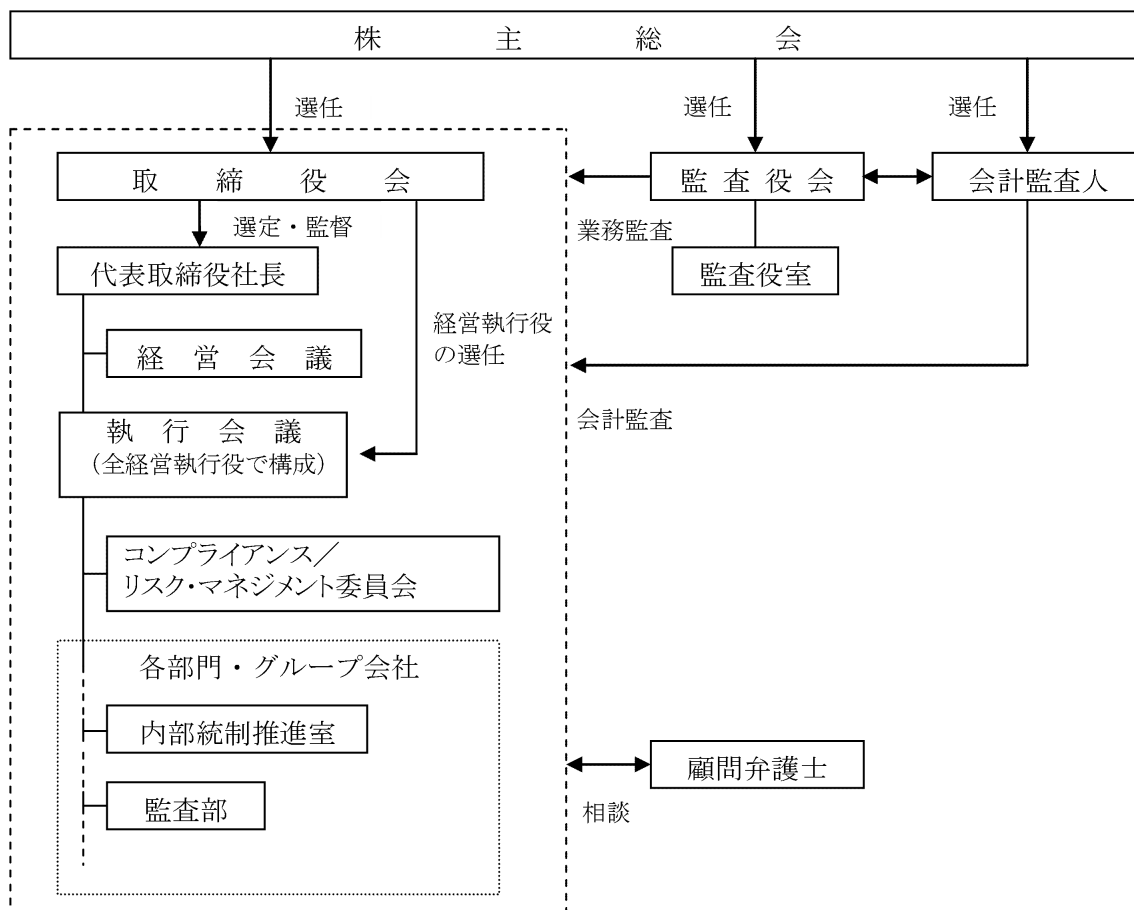 株主総会
選任
選任
選任
取締役会
監査役会
会計監査人
選定・監督
業務監査
代表取締役社長
監査役室
経営執行役
の選任
経営会議
会計監査
執行会議
(全経営執行役で構成)
コンプライアンス/
リスク・マネジメント委員会
各部門・グループ会社
内部統制推進室
顧問弁護士
監査部
相談